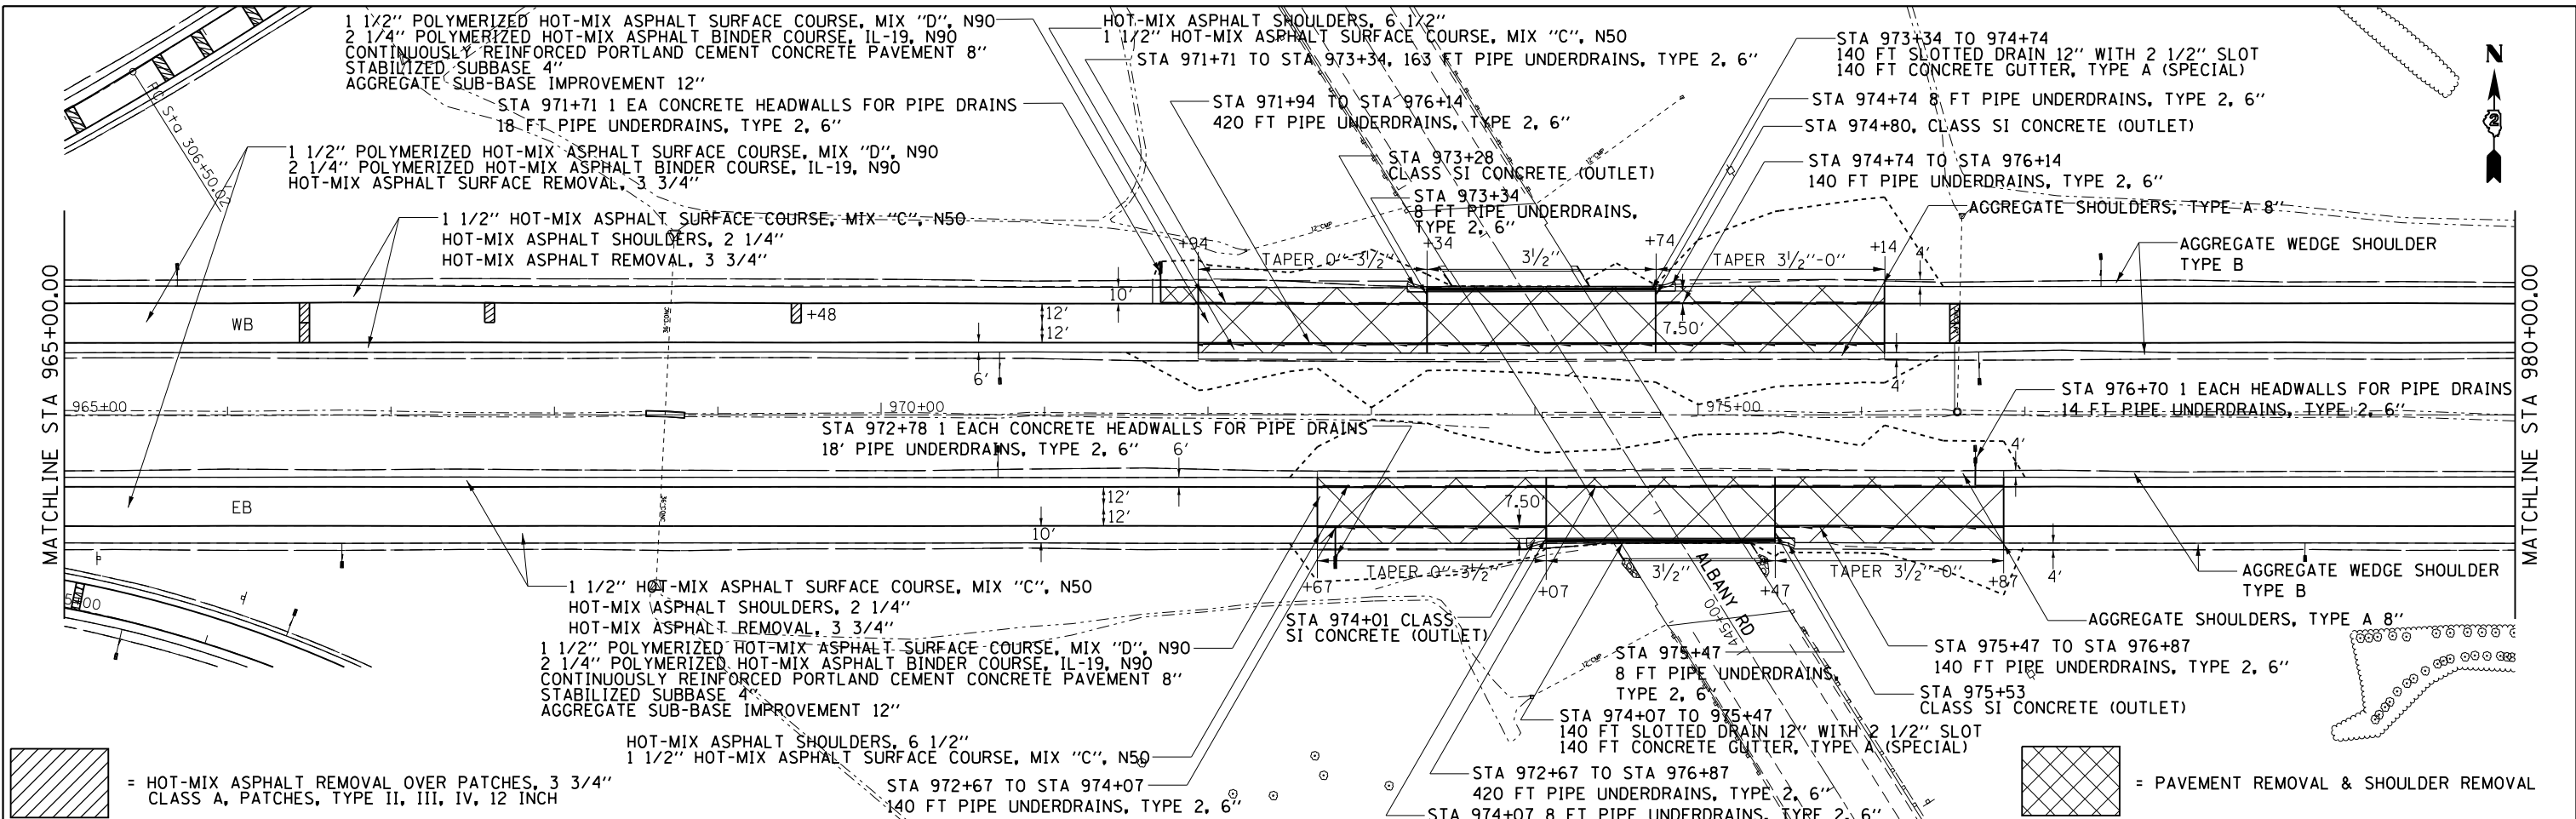 1 1/2" POLYMERIZED HOT-MIX ASPHALT SURFACE COURSE, MIX "D", N90
2 1/4" POLYMERIZED HOT-MIX ASPHALT BINDER COURSE, IL-19, N90
CONTINUOUSLY REINFORCED PORTLAND CEMENT CONCRETE PAVEMENT 8"
STABILIZED SUBBASE 4"
AGGREGATE SUB-BASE IMPROVEMENT 12"
STA 971+71 1 EA CONCRETE HEADWALLS FOR PIPE DRAINS
18 FT PIPE UNDERDRAINS, TYPE 2, 6"
1 1/2" POLYMERIZED HOT-MIX ASPHALT SURFACE COURSE, MIX "D", N90
2 1/4" POLYMERIZED HOT-MIX ASPHALT BINDER COURSE, IL-19, N90
HOT-MIX ASPHALT SURFACE REMOVAL, 3 3/4"
1 1/2" HOT-MIX ASPHALT SURFACE COURSE, MIX "C", N50
HOT-MIX ASPHALT SHOULDERS, 2 1/4"
HOT-MIX ASPHALT REMOVAL, 3 3/4"
PC Sta 306+50.02
HOT-MIX ASPHALT SHOULDERS, 6 1/2"
1 1/2" HOT-MIX ASPHALT SURFACE COURSE, MIX "C", N50
STA 971+71 TO STA 973+34, 163 FT PIPE UNDERDRAINS, TYPE 2, 6"
STA 971+94 TO STA 976+14
420 FT PIPE UNDERDRAINS, TYPE 2, 6"
STA 973+28
CLASS SI CONCRETE (OUTLET)
STA 973+34
8 FT PIPE UNDERDRAINS,
TYPE 2, 6"
STA 973+34 TO 974+74
140 FT SLOTTED DRAIN 12" WITH 2 1/2" SLOT
140 FT CONCRETE GUTTER, TYPE A (SPECIAL)
STA 974+74 8 FT PIPE UNDERDRAINS, TYPE 2, 6"
STA 974+80, CLASS SI CONCRETE (OUTLET)
STA 974+74 TO STA 976+14
140 FT PIPE UNDERDRAINS, TYPE 2, 6"
AGGREGATE SHOULDERS, TYPE A 8"
AGGREGATE WEDGE SHOULDER
TYPE B
N
2
MATCHLINE STA 965+00.00
MATCHLINE STA 980+00.00
+94
+34
+74
+14
TAPER 0"-3 1/2"
3 1/2"
TAPER 3 1/2"-0"
4'
10'
WB
+48
12'
12'
7.50'
6'
4'
965+00
970+00
975+00
STA 976+70 1 EACH HEADWALLS FOR PIPE DRAINS
14 FT PIPE UNDERDRAINS, TYPE 2, 6"
STA 972+78 1 EACH CONCRETE HEADWALLS FOR PIPE DRAINS
18' PIPE UNDERDRAINS, TYPE 2, 6"
6'
4'
EB
12'
12'
7.50'
10'
TAPER 0"-3 1/2"
3 1/2"
TAPER 3 1/2"-0"
4'
+67
+07
+47
+87
ALBANY RD
1445+00
AGGREGATE WEDGE SHOULDER
TYPE B
AGGREGATE SHOULDERS, TYPE A 8"
1 1/2" HOT-MIX ASPHALT SURFACE COURSE, MIX "C", N50
HOT-MIX ASPHALT SHOULDERS, 2 1/4"
HOT-MIX ASPHALT REMOVAL, 3 3/4"
1 1/2" POLYMERIZED HOT-MIX ASPHALT SURFACE COURSE, MIX "D", N90
2 1/4" POLYMERIZED HOT-MIX ASPHALT BINDER COURSE, IL-19, N90
CONTINUOUSLY REINFORCED PORTLAND CEMENT CONCRETE PAVEMENT 8"
STABILIZED SUBBASE 4"
AGGREGATE SUB-BASE IMPROVEMENT 12"
HOT-MIX ASPHALT SHOULDERS, 6 1/2"
1 1/2" HOT-MIX ASPHALT SURFACE COURSE, MIX "C", N50
STA 972+67 TO STA 974+07
140 FT PIPE UNDERDRAINS, TYPE 2, 6"
STA 974+01 CLASS
SI CONCRETE (OUTLET)
STA 975+47
8 FT PIPE UNDERDRAINS,
TYPE 2, 6"
STA 974+07 TO 975+47
140 FT SLOTTED DRAIN 12" WITH 2 1/2" SLOT
140 FT CONCRETE GUTTER, TYPE A (SPECIAL)
STA 972+67 TO STA 976+87
420 FT PIPE UNDERDRAINS, TYPE 2, 6"
STA 974+07 8 FT PIPE UNDERDRAINS, TYPE 2, 6"
STA 975+47 TO STA 976+87
140 FT PIPE UNDERDRAINS, TYPE 2, 6"
STA 975+53
CLASS SI CONCRETE (OUTLET)
= HOT-MIX ASPHALT REMOVAL OVER PATCHES, 3 3/4"
CLASS A, PATCHES, TYPE II, III, IV, 12 INCH
= PAVEMENT REMOVAL & SHOULDER REMOVAL